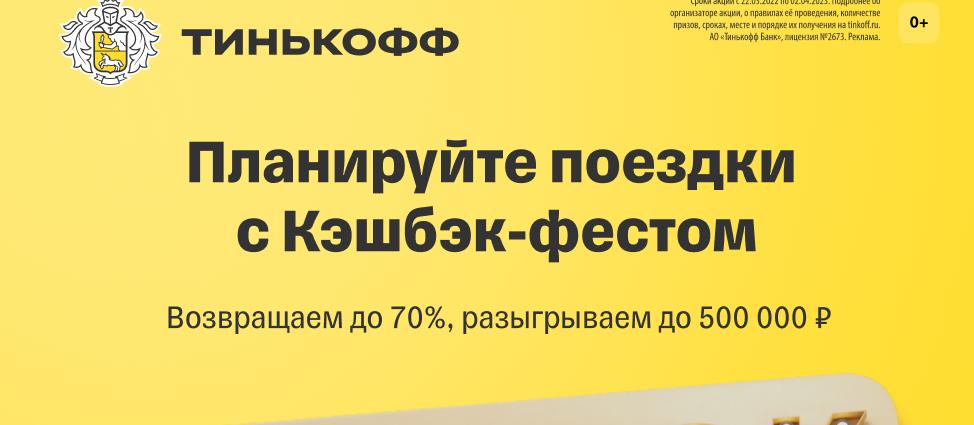 ТИНЬКОФФ
организаторе акции, о правилах её проведения, количестве
призов, сроках, месте и порядке их получения на tinkoff.ru.
АО «Тинькофф Банк», лицензия №2673. Реклама.
0+
Планируйте поездки
с Кэшбэк-фестом
Возвращаем до 70%, разыгрываем до 500 000 ₽